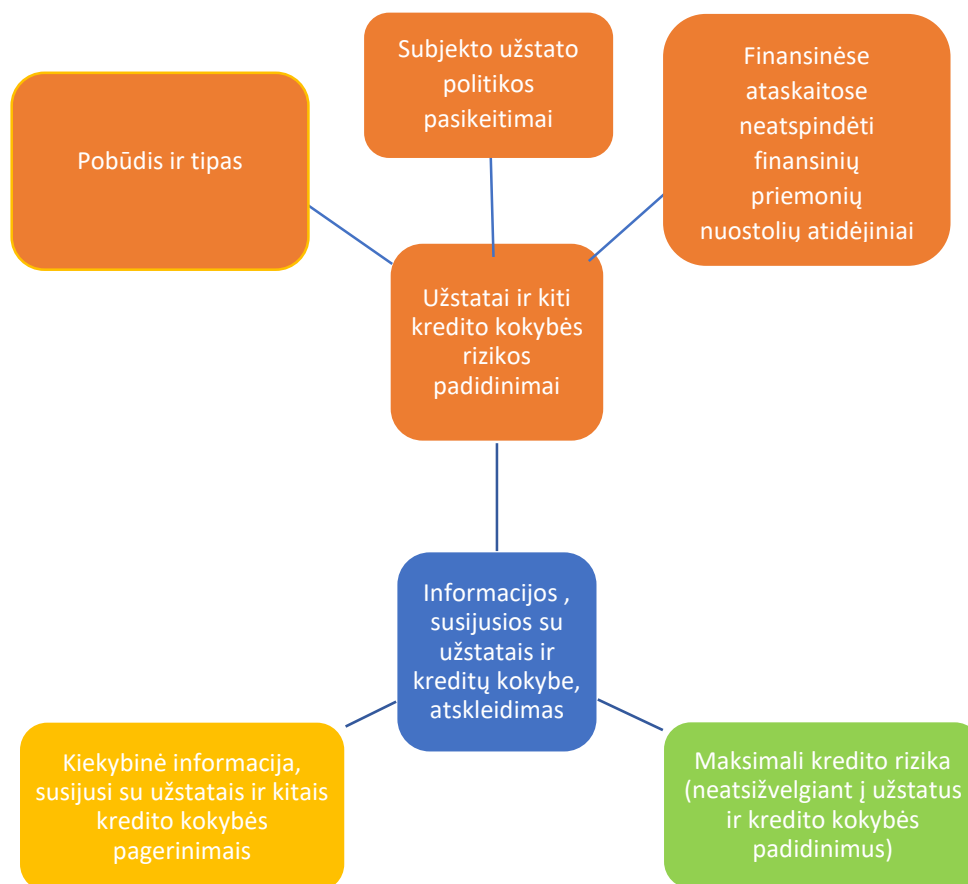 Pobūdis ir tipas
Subjekto užstato
politikos
pasikeitimai
Finansinėse
ataskaitose
neatspindėti
finansinių
priemonių
nuostolių atidėjiniai
Užstatai ir kiti
kredito kokybės
rizikos
padidinimai
Informacijos ,
susijusios su
užstatais ir
kreditų kokybe,
atskleidimas
Kiekybinė informacija,
susijusi su užstatais ir kitais
kredito kokybės
pagerinimais
Maksimali kredito rizika
(neatsižvelgiant į užstatus
ir kredito kokybės
padidinimus)